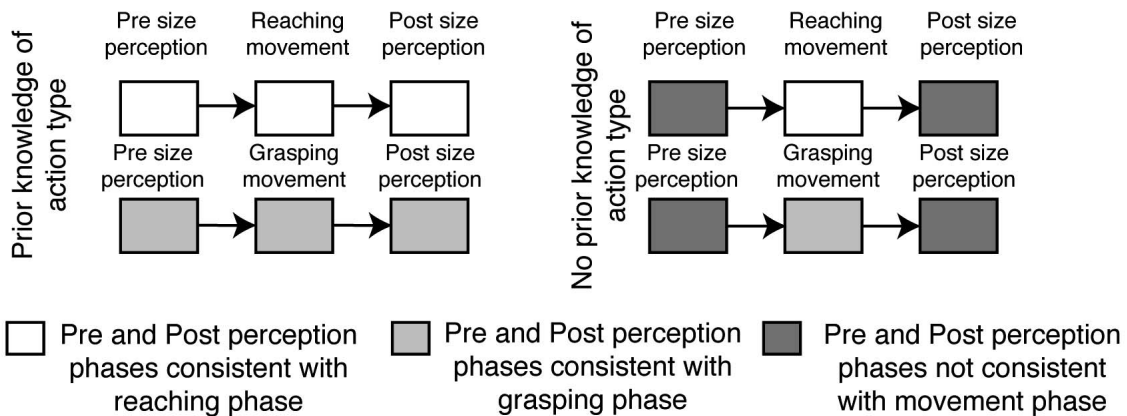 Prior knowledge of
action type
Pre size
perception
Reaching
movement
Post size
perception
Pre size
perception
Grasping
movement
Post size
perception
No prior knowledge of
action type
Pre size
perception
Reaching
movement
Post size
perception
Pre size
perception
Grasping
movement
Post size
perception
Pre and Post perception
phases consistent with
reaching phase
Pre and Post perception
phases consistent with
grasping phase
Pre and Post perception
phases not consistent
with movement phase